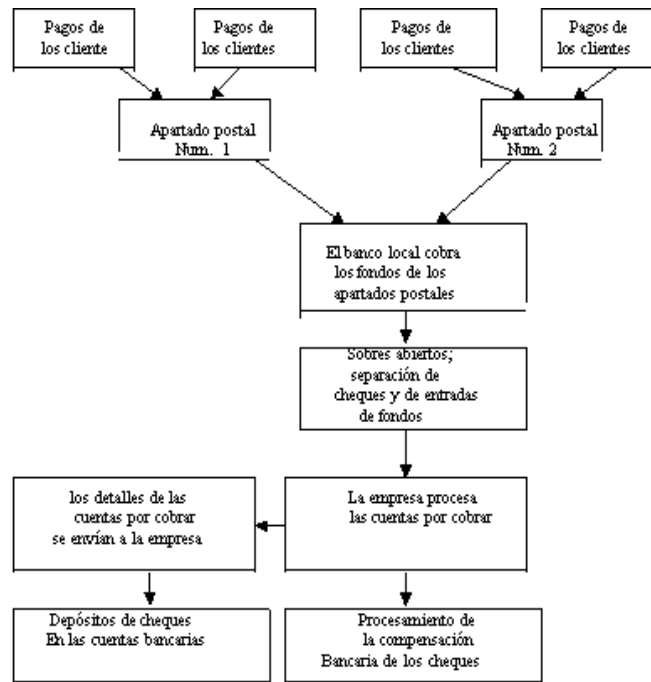 Pagos de
los cliente
Pagos de
los clientes
Pagos de
los clientes
Pagos de
los clientes
Apartado postal
Num. 1
Apartado postal
Num. 2
El banco local cobra
los fondos de los
apartados postales
Sobres abiertos;
separación de
cheques y de entradas
de fondos
los detalles de las
cuentas por cobrar
se envían a la empresa
La empresa procesa
las cuentas por cobrar
Depósitos de cheques
En las cuentas bancarias
Procesamiento de
la compensación
Bancaria de los cheques